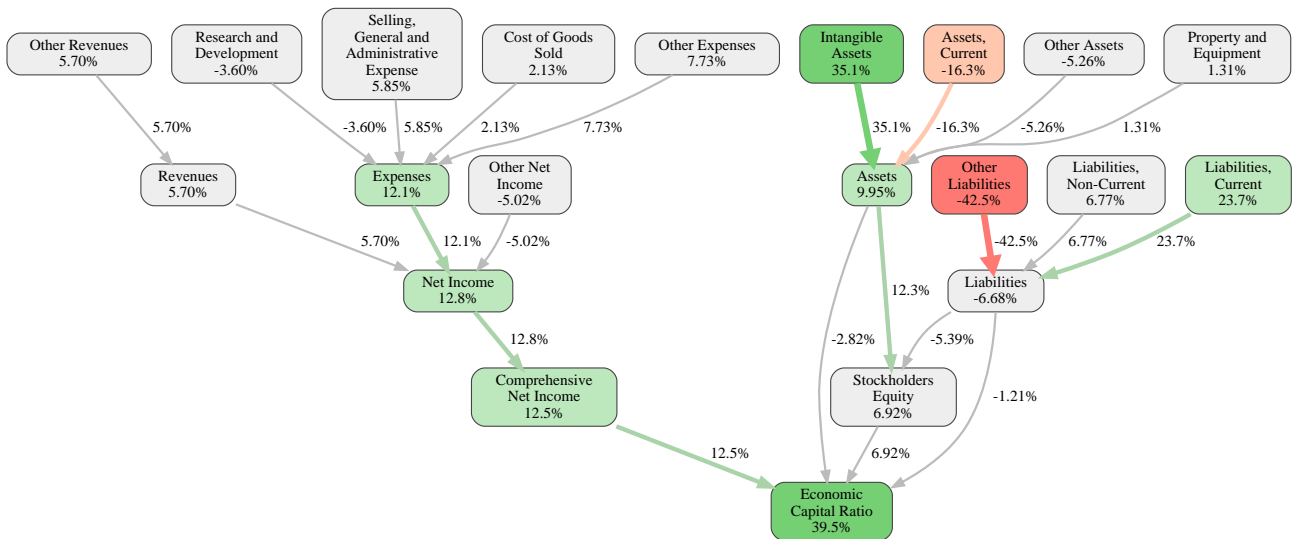 Other Revenues
5.70%
Research and
Development
-3.60%
Selling,
General and
Administrative
Expense
5.85%
Cost of Goods
Sold
2.13%
Other Expenses
7.73%
Intangible
Assets
35.1%
Assets,
Current
-16.3%
Other Assets
-5.26%
Property and
Equipment
1.31%
5.70%
-3.60%
5.85%
2.13%
7.73%
35.1%
-16.3%
-5.26%
1.31%
Revenues
5.70%
Expenses
12.1%
Other Net
Income
-5.02%
Assets
9.95%
Other
Liabilities
-42.5%
Liabilities,
Non-Current
6.77%
Liabilities,
Current
23.7%
5.70%
12.1%
-5.02%
-42.5%
6.77%
23.7%
Net Income
12.8%
12.3%
Liabilities
-6.68%
12.8%
-2.82%
-5.39%
Comprehensive
Net Income
12.5%
Stockholders
Equity
6.92%
-1.21%
12.5%
6.92%
Economic
Capital Ratio
39.5%